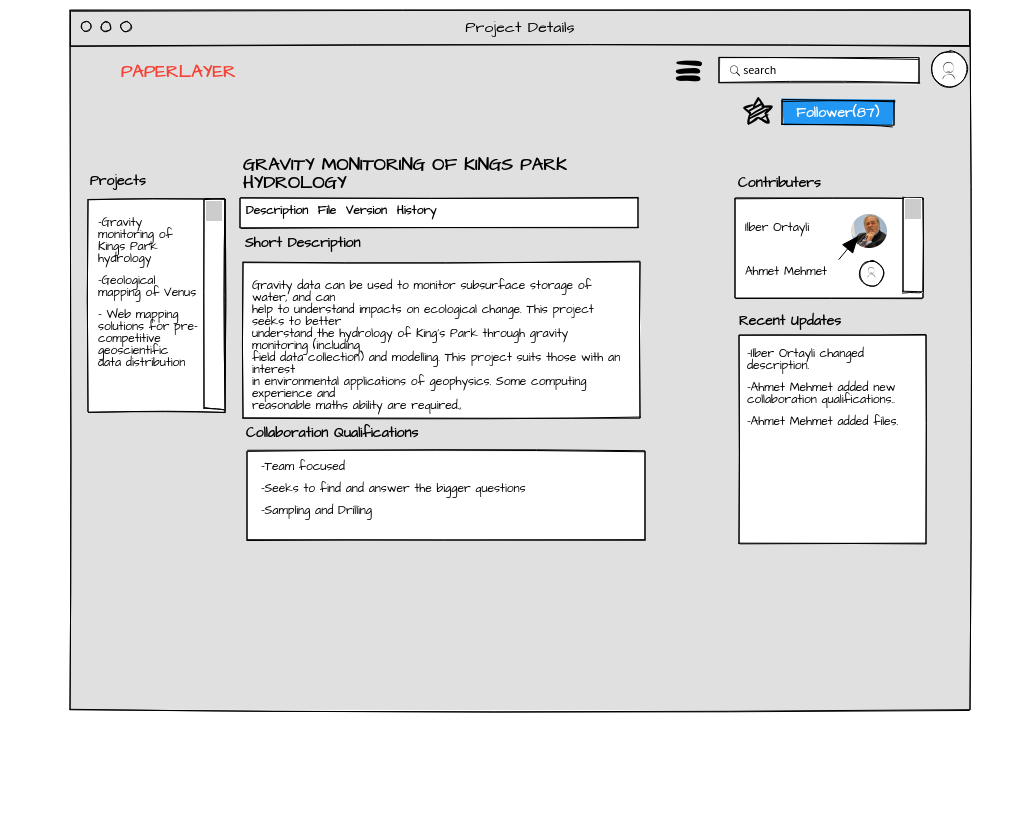 Project Details
PAPERLAYER
search
Follower(87)
GRAVITY MONITORING OF KINGS PARK
HYDROLOGY
Projects
-Gravity
monitoring of
Kings Park
hydrology
-Geological
mapping of Venus
- Web mapping
solutions for pre-
competitive
geoscientific
data distribution
Description File Version History
Short Description
Gravity data can be used to monitor subsurface storage of
water, and can
help to understand impacts on ecological change. This project
seeks to better
understand the hydrology of King's Park through gravity
monitoring (including
field data collection) and modelling. This project suits those with an
interest
in environmental applications of geophysics. Some computing
experience and
reasonable maths ability are required.,
Collaboration Qualifications
-Team focused
-Seeks to find and answer the bigger questions
-Sampling and Drilling
Contributers
Ilber Ortayli
Ahmet Mehmet
Recent Updates
-Ilber Ortayli changed
description.
-Ahmet Mehmet added new
collaboration qualifications..
-Ahmet Mehmet added files.